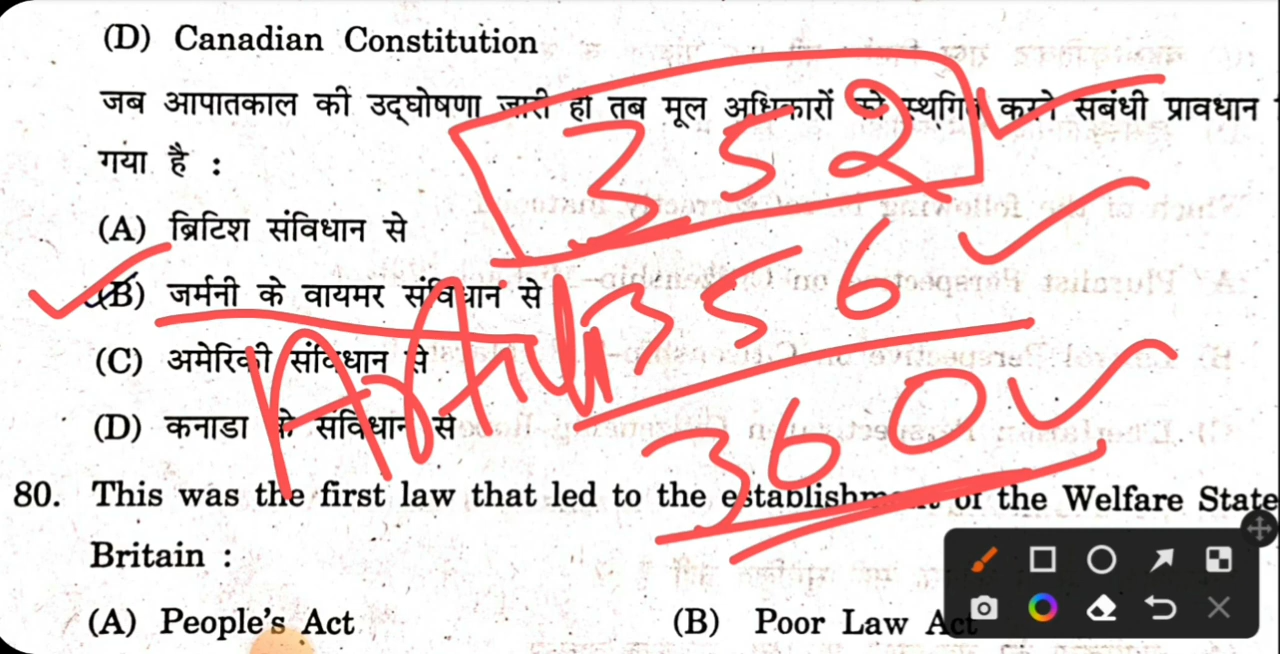 (D) Canadian Constitution
जब आपातकाल की उद्घोषणा जारी हो तब मूल अधिकारों को स्थगित करने संबंधी प्रावधान
गया है :
352
(A) ब्रिटिश संविधान से
356
(B) जर्मनी के वायमर संविधान से
Article
(C) अमेरिकी संविधान से
360
(D) कनाडा के संविधान से
80. This was the first law that led to the establishment of the Welfare State
Britain :
(A) People's Act
(B) Poor Law Act